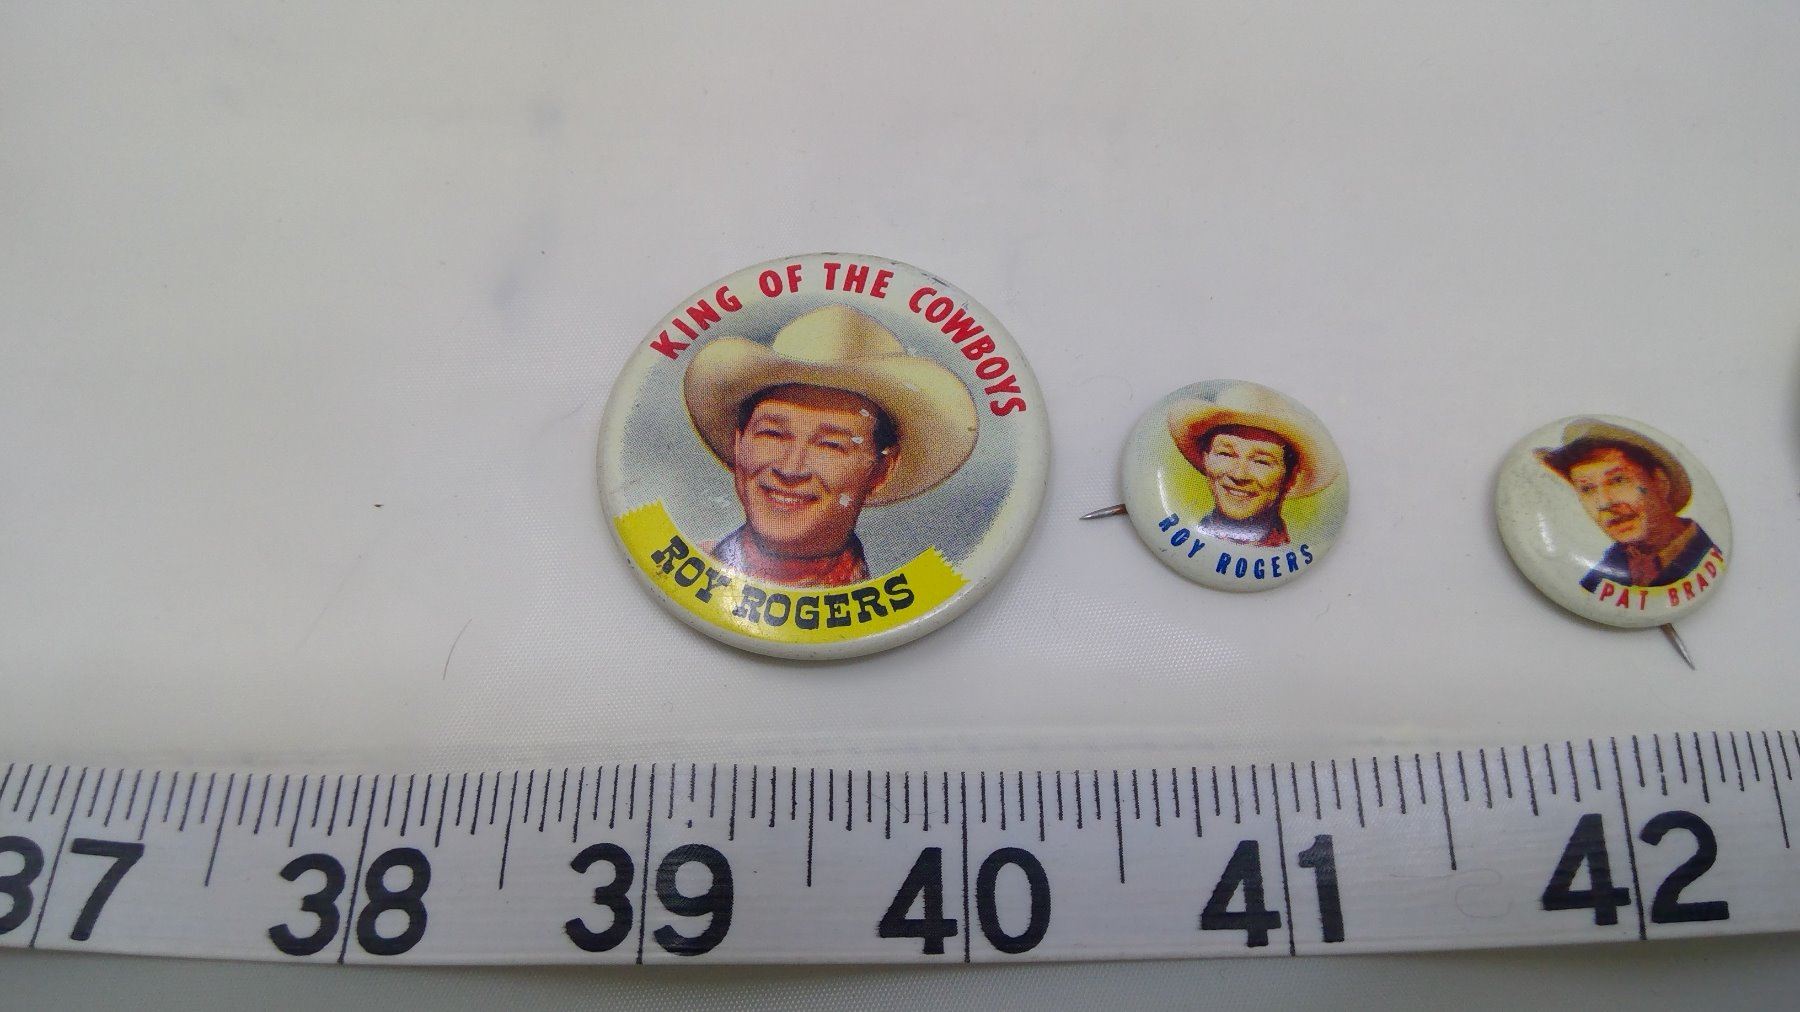 KING OF THE COWBOYS
ROY ROGERS
ROY ROGERS
PAT BRADY
37 38 39 40 41 42